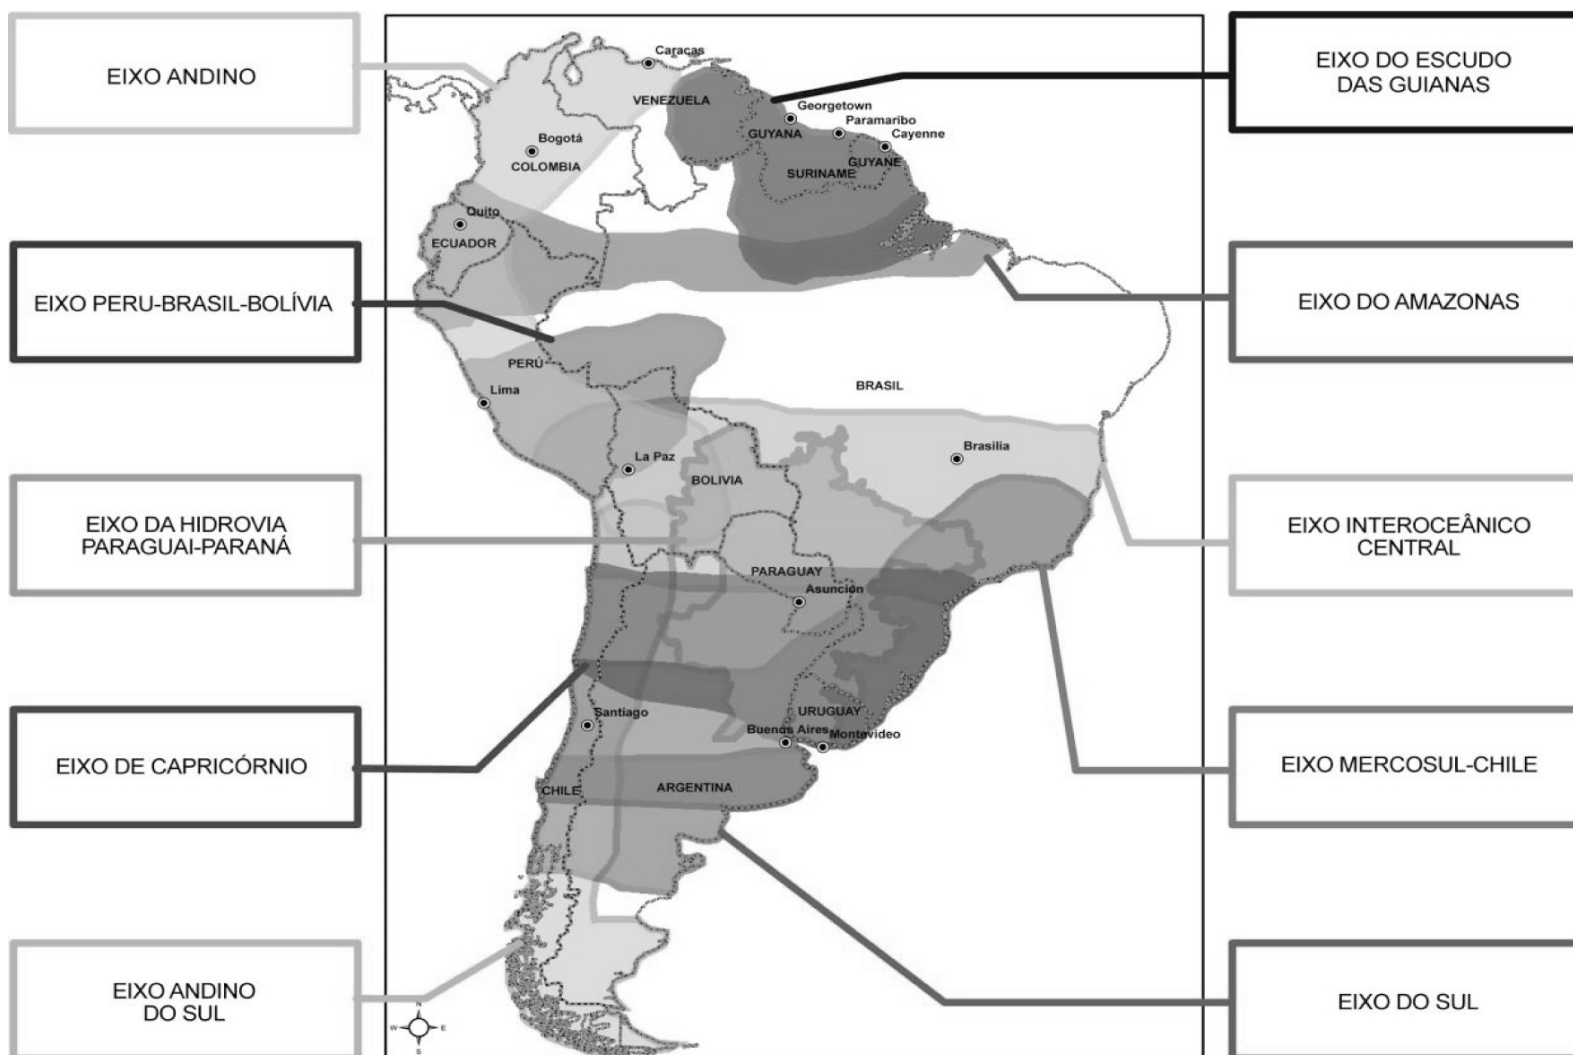 EIXO ANDINO
EIXO PERU-BRASIL-BOLÍVIA
EIXO DA HIDROVIA
PARAGUAI-PARANÁ
EIXO DE CAPRICÓRNIO
EIXO ANDINO
DO SUL
Caracas
VENEZUELA
Georgetown
Paramaribo
GUYANA
Cayenne
Bogotá
COLOMBIA
GUYANE
SURINAME
Quito
ECUADOR
PERÚ
BRASIL
Lima
Brasilia
La Paz
BOLIVIA
PARAGUAY
Asunción
Santiago
URUGUAY
Buenos Aires
Montevideo
CHILE
ARGENTINA
N
W
E
S
EIXO DO ESCUDO
DAS GUIANAS
EIXO DO AMAZONAS
EIXO INTEROCEÂNICO
CENTRAL
EIXO MERCOSUL-CHILE
EIXO DO SUL